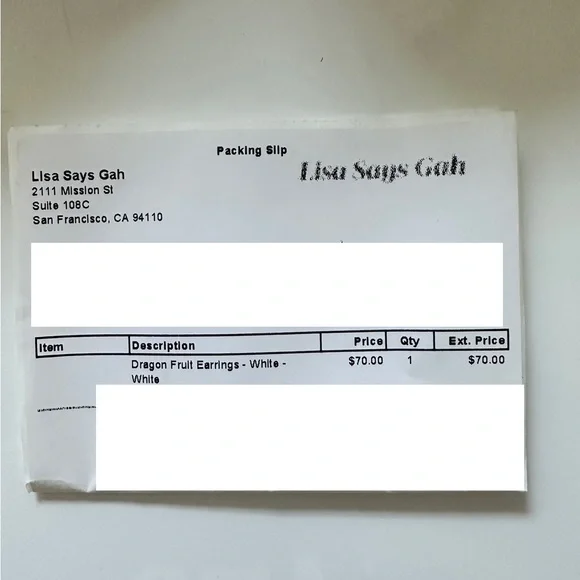 Packing Slip
Lisa Says Gah
Lisa Says Gah
2111 Mission St
Suite 108C
San Francisco, CA 94110
Item Description Price Qty Ext. Price
Dragon Fruit Earrings - White - $70.00 1 $70.00
White